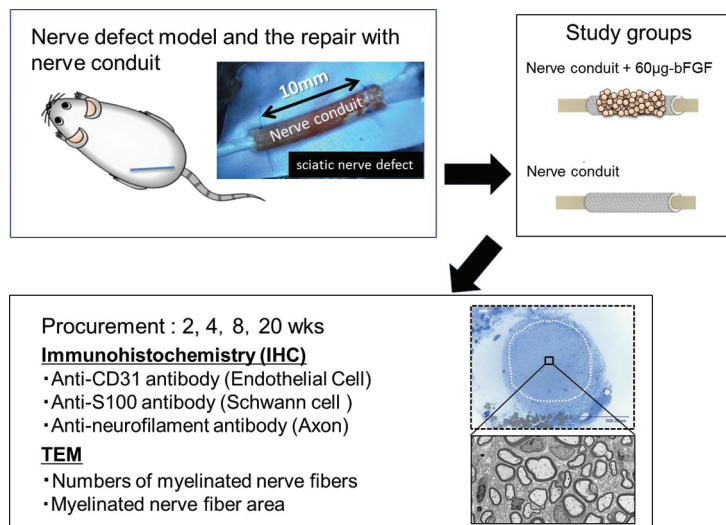 Nerve defect model and the repair with
nerve conduit
10mm
Nerve conduit
sciatic nerve defect
Study groups
Nerve conduit + 60μg-bFGF
Nerve conduit
Procurement : 2, 4, 8, 20 wks
Immunohistochemistry (IHC)
・Anti-CD31 antibody (Endothelial Cell)
・Anti-S100 antibody (Schwann cell )
・Anti-neurofilament antibody (Axon)
TEM
・Numbers of myelinated nerve fibers
・Myelinated nerve fiber area